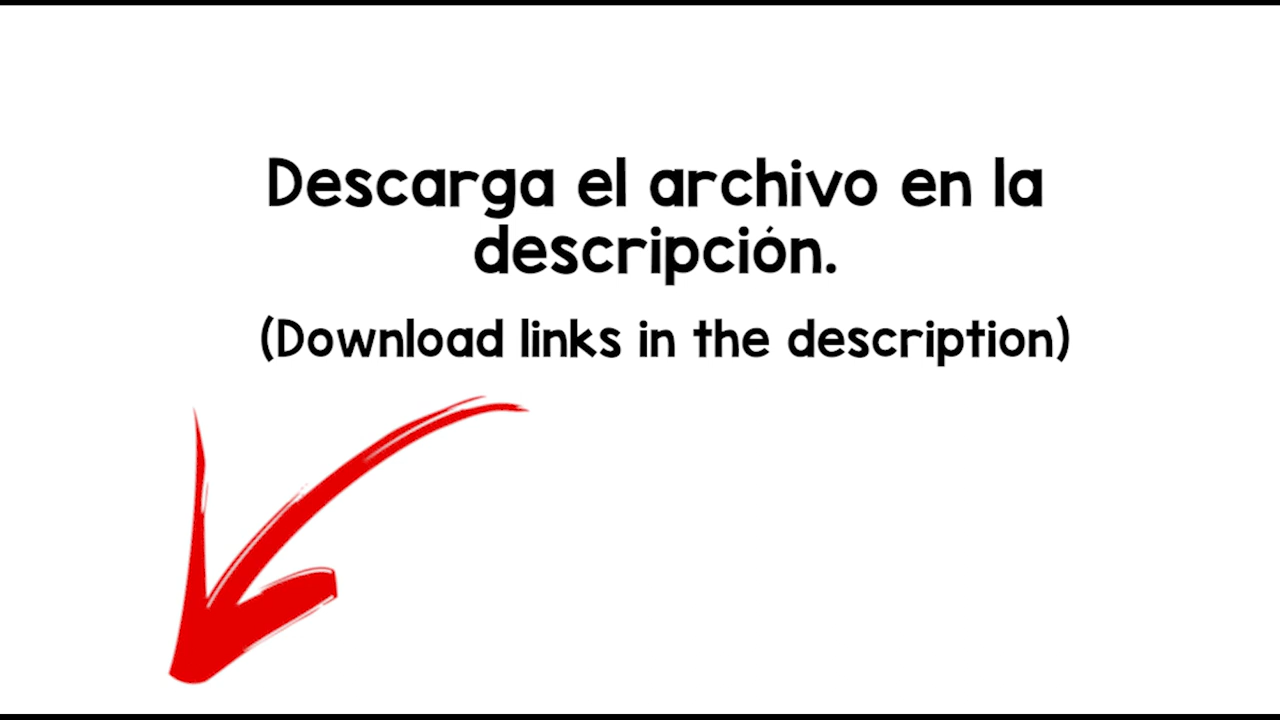 Descarga el archivo en la
descripción.
(Download links in the description)